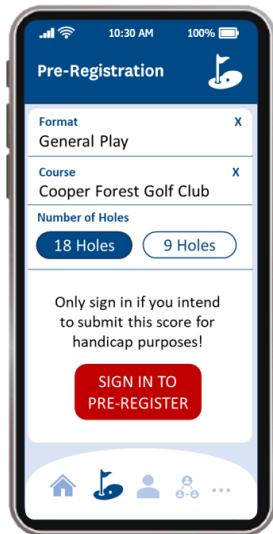 10:30 AM 100%
Pre-Registration
Format X
General Play
Course X
Cooper Forest Golf Club
Number of Holes
18 Holes 9 Holes
Only sign in if you intend
to submit this score for
handicap purposes!
SIGN IN TO
PRE-REGISTER